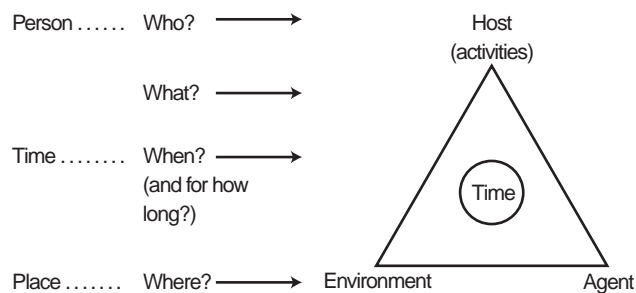 Person ...... Who?
Host
(activities)
What?
Time ........ When?
(and for how
long?)
Time
Place ....... Where?
Environment
Agent